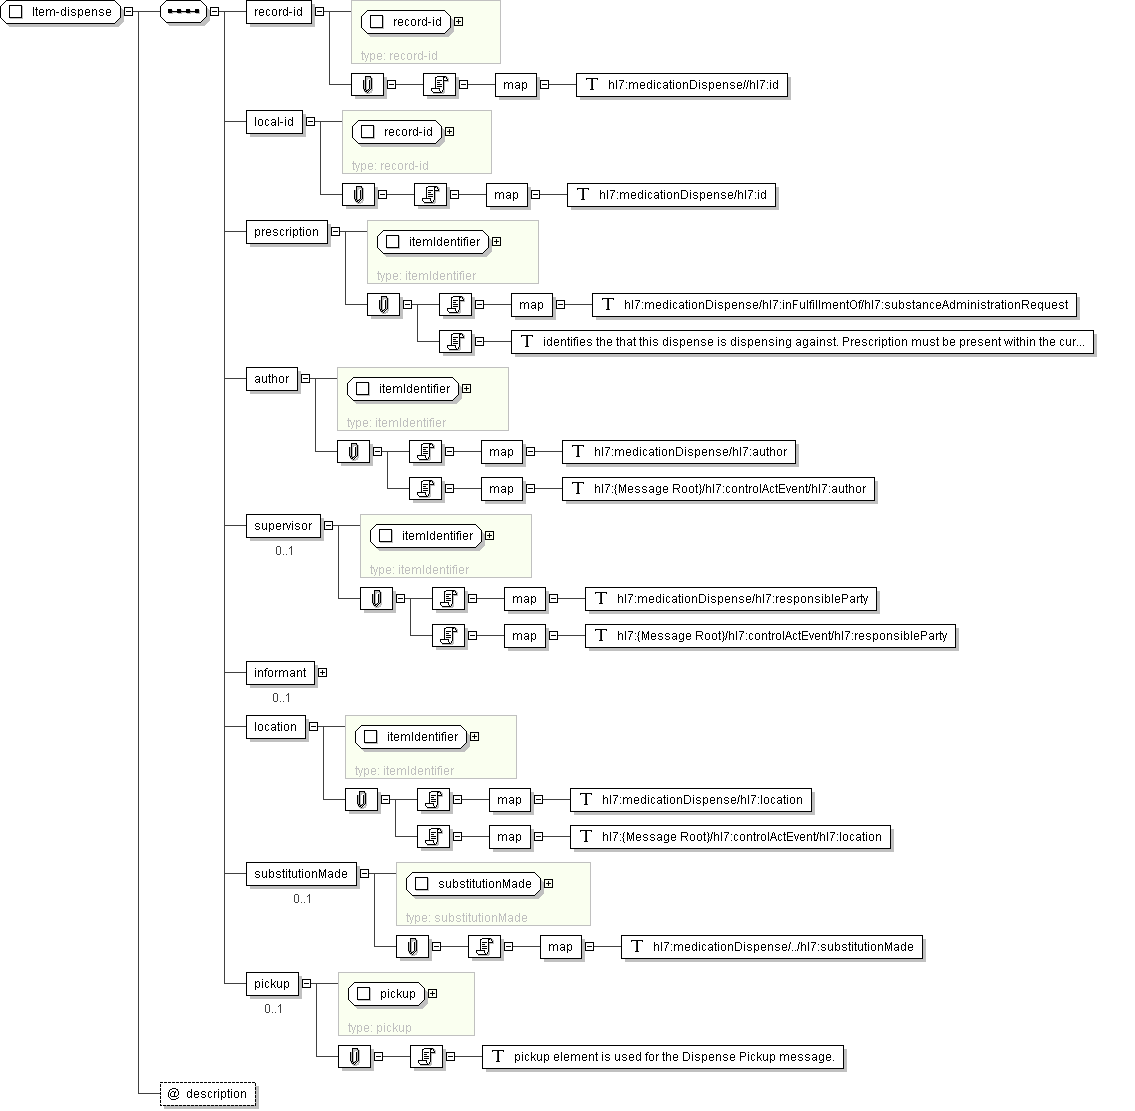 Item-dispense
record-id
record-id
type: record-id
map
T hl7:medicationDispense//hl7:id
local-id
record-id
type: record-id
map
T hl7:medicationDispense/hl7:id
prescription
itemIdentifier
type: itemIdentifier
map
T hl7:medicationDispense/hl7:inFulfillmentOf/hl7:substanceAdministrationRequest
T identifies the that this dispense is dispensing against. Prescription must be present within the cur...
author
itemIdentifier
type: itemIdentifier
map
T hl7:medicationDispense/hl7:author
map
T hl7:{Message Root}/hl7:controlActEvent/hl7:author
supervisor
0..1
itemIdentifier
type: itemIdentifier
map
T hl7:medicationDispense/hl7:responsibleParty
map
T hl7:{Message Root}/hl7:controlActEvent/hl7:responsibleParty
informant
0..1
location
itemIdentifier
type: itemIdentifier
map
T hl7:medicationDispense/hl7:location
map
T hl7:{Message Root}/hl7:controlActEvent/hl7:location
substitutionMade
0..1
substitutionMade
type: substitutionMade
map
T hl7:medicationDispense/../hl7:substitutionMade
pickup
0..1
pickup
type: pickup
T pickup element is used for the Dispense Pickup message.
@ description